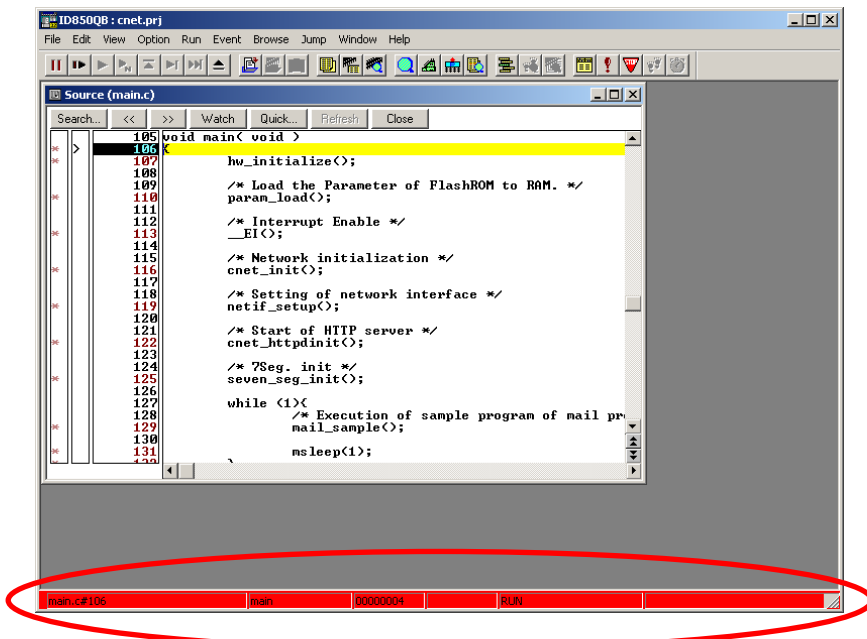 ID850QB : cnet.prj
File Edit View Option Run Event Browse Jump Window Help
Source (main.c)
Search... << >> Watch Quick... Refresh Close
105 void main( void )
* > 106 {
* 107 hw_initialize();
108
109 /* Load the Parameter of FlashROM to RAM. */
* 110 param_load();
111
112 /* Interrupt Enable */
* 113 __EI();
114
115 /* Network initialization */
* 116 cnet_init();
117
118 /* Setting of network interface */
* 119 netif_setup();
120
121 /* Start of HTTP server */
* 122 cnet_httpdinit();
123
124 /* 7Seg. init */
* 125 seven_seg_init();
126
127 while (1){
128 /* Execution of sample program of mail pr
* 129 mail_sample();
130
* 131 msleep(1);
main.c#106 main 00000004 RUN